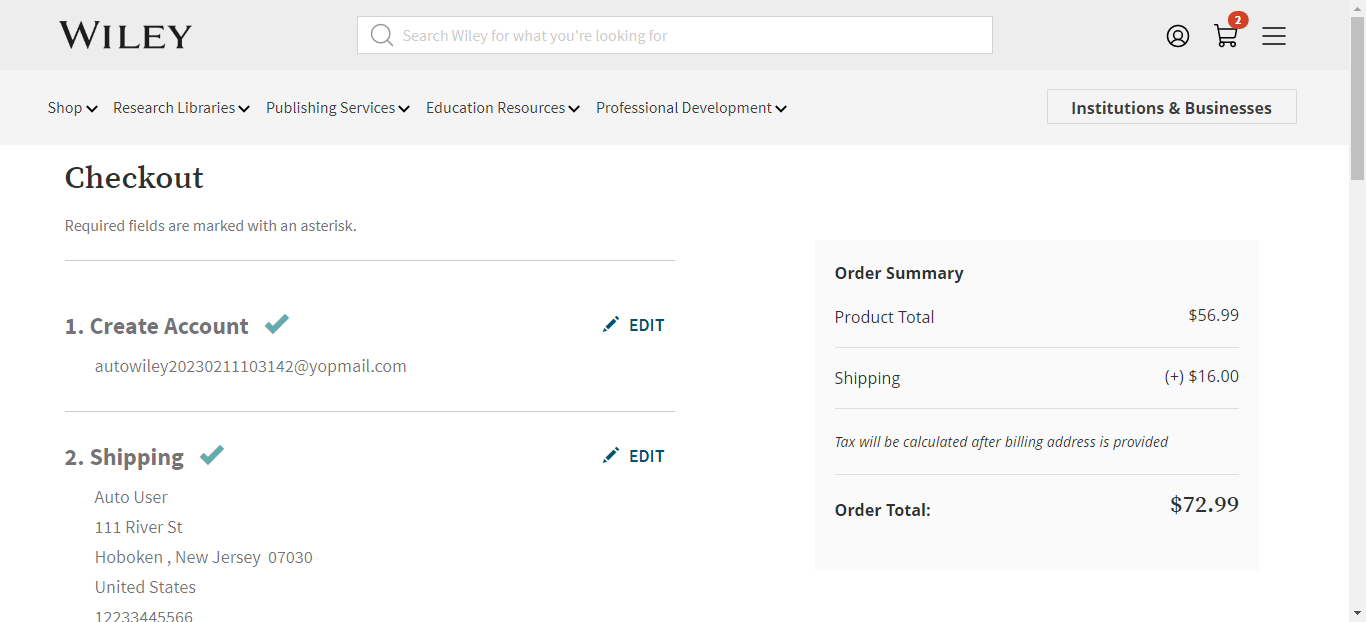 WILEY
Search Wiley for what you're looking for
2
Shop Research Libraries Publishing Services Education Resources Professional Development Institutions & Businesses
Checkout
Required fields are marked with an asterisk.
1. Create Account EDIT
autowiley20230211103142@yopmail.com
2. Shipping EDIT
Auto User
111 River St
Hoboken , New Jersey 07030
United States
12233445566
Order Summary
Product Total $56.99
Shipping (+) $16.00
Tax will be calculated after billing address is provided
Order Total: $72.99